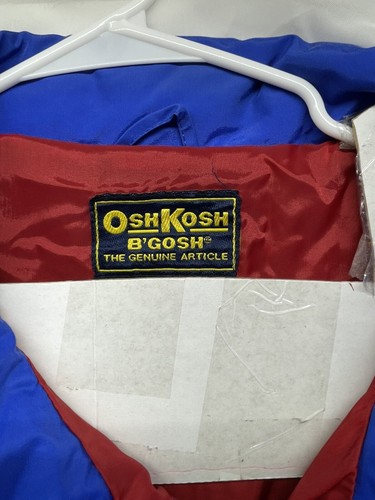 OSHKOSH
B'GOSH
THE GENUINE ARTICLE